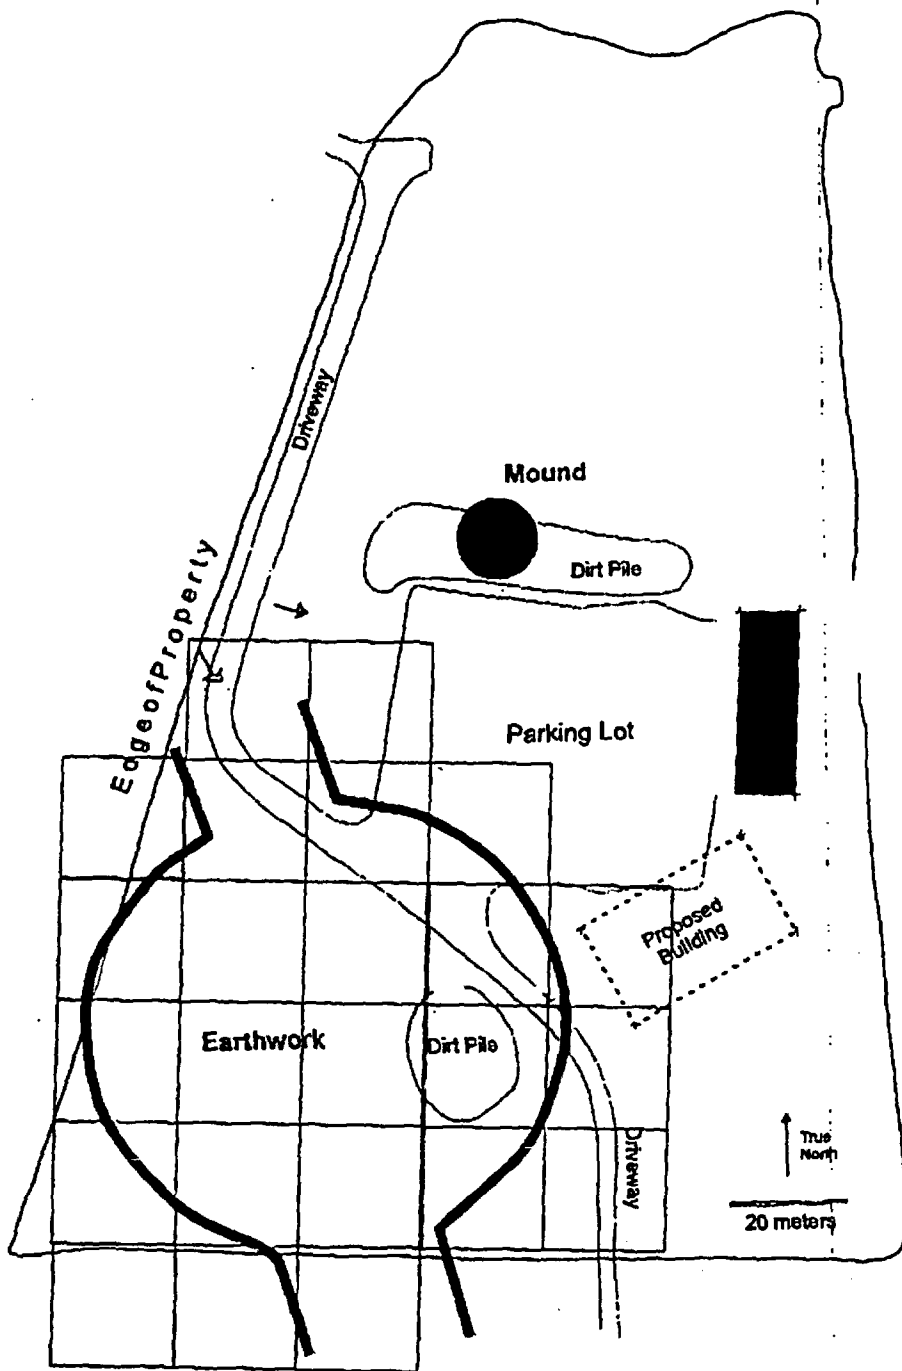 Driveway
Mound
Dirt Pile
Edge of Property
Parking Lot
Proposed
Building
Earthwork
Dirt Pile
Driveway
True
North
20 meters